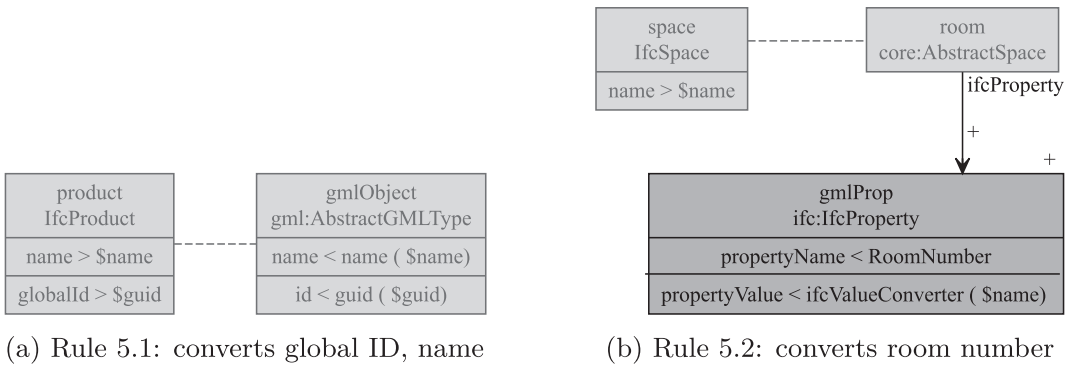 product
IfcProduct
name > $name
globalId > $guid
gmlObject
gml:AbstractGMLType
name < name ( $name)
id < guid ( $guid)
(a) Rule 5.1: converts global ID, name
space
IfcSpace
name > $name
room
core:AbstractSpace
ifcProperty
+
+
gmlProp
ifc:IfcProperty
propertyName < RoomNumber
propertyValue < ifcValueConverter ( $name)
(b) Rule 5.2: converts room number